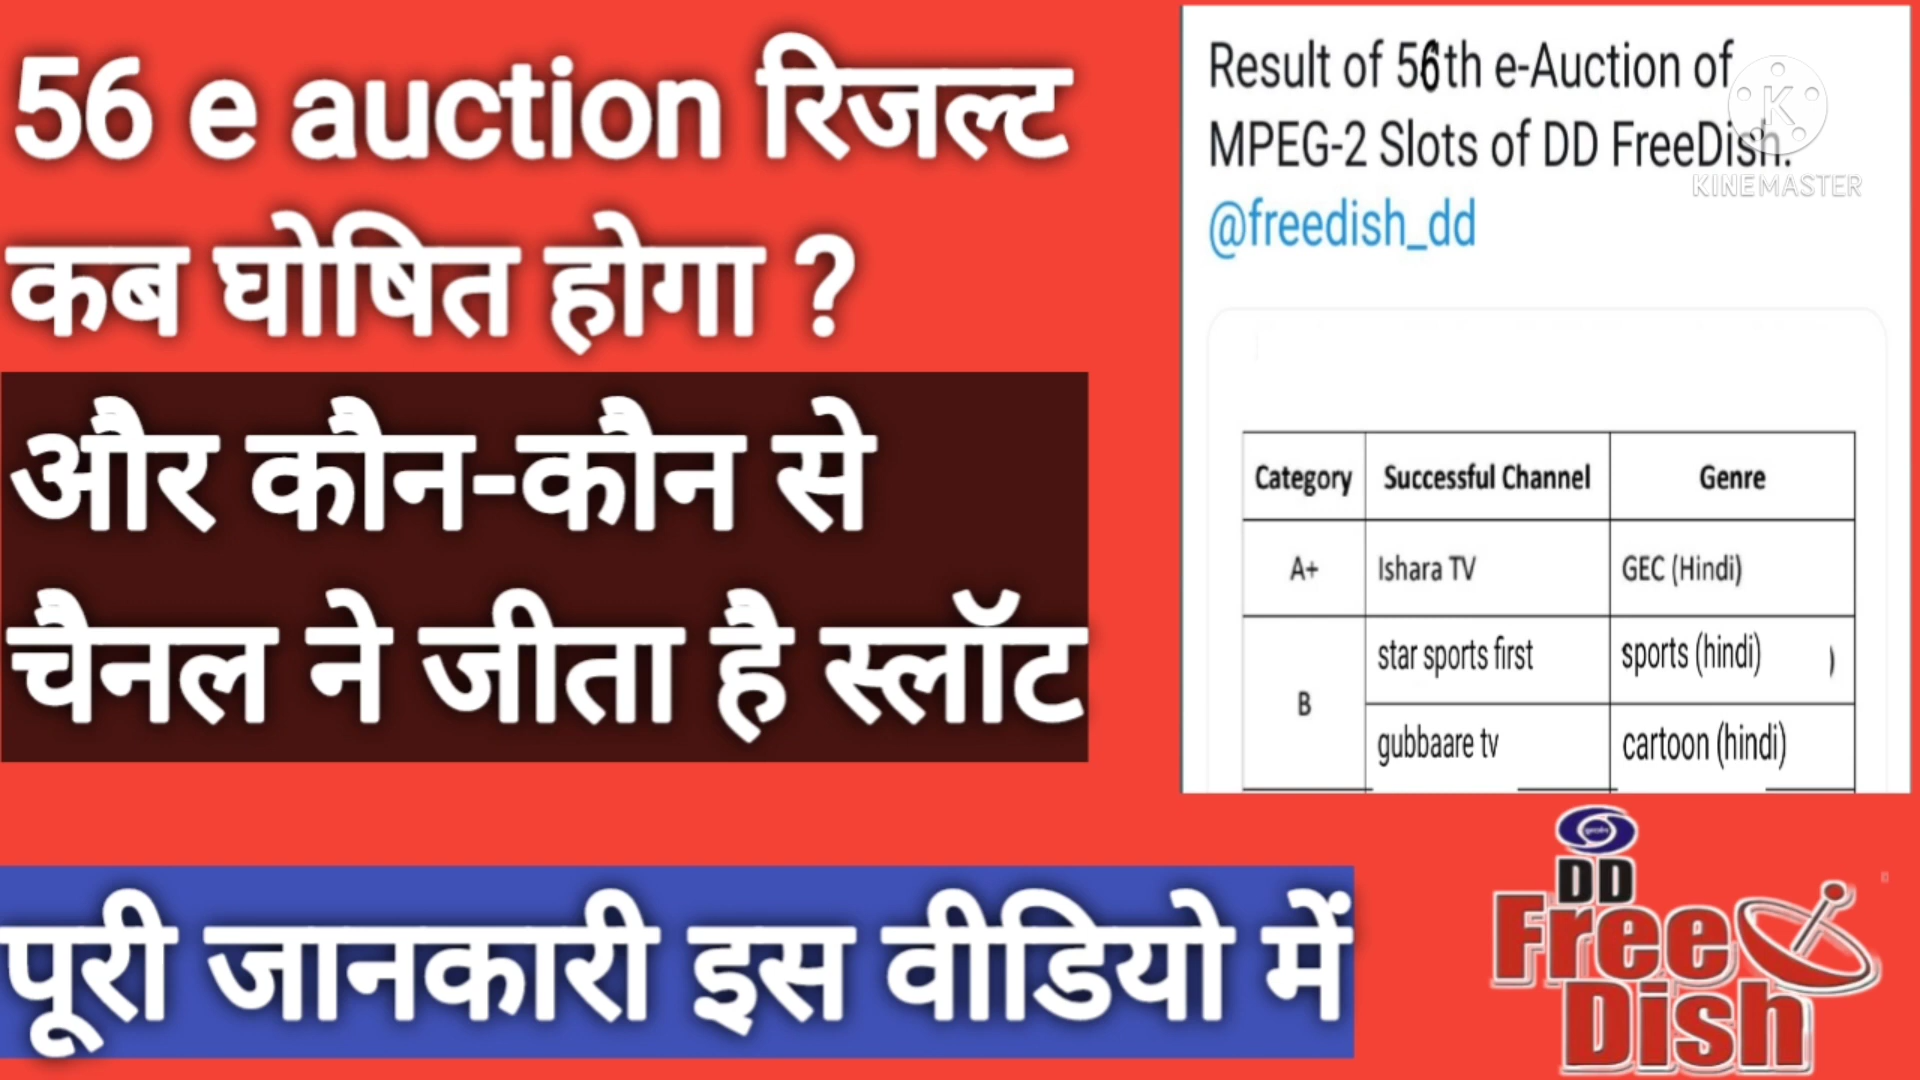 56 e auction रिजल्ट
कब घोषित होगा ?
और कौन-कौन से
चैनल ने जीता है स्लॉट
पूरी जानकारी इस वीडियो में
Result of 56th e-Auction of
MPEG-2 Slots of DD FreeDish.
@freedish_dd
K
KINEMASTER
Category Successful Channel Genre
A+ Ishara TV GEC (Hindi)
B star sports first sports (hindi) )
gubbaare tv cartoon (hindi)
DD
Free
Dish